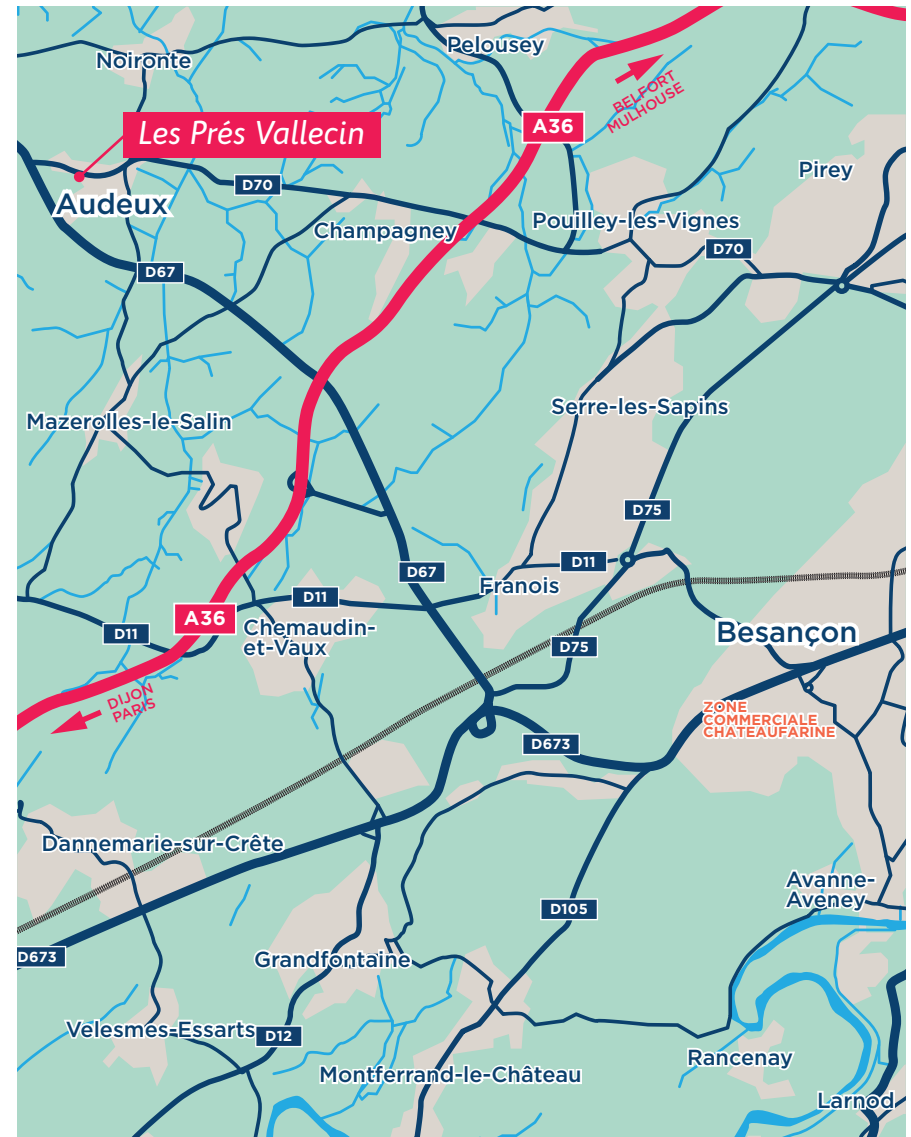 Pelousey
Noironte
BELFORT
MULHOUSE
A36
Les Prés Vallecin
Pirey
D70
Audeux
Pouilley-les-Vignes
Champagney
D70
D67
Serre-les-Sapins
Mazerolles-le-Salin
D75
D11
D67
Franois
D11
A36
D11
Chemaudin-
et-Vaux
Besançon
D75
DIJON
PARIS
ZONE
COMMERCIALE
CHATEAUFARINE
D673
Dannemarie-sur-Crête
Avanne-
Aveney
D105
D673
Grandfontaine
Velesmes-Essarts
D12
Rancenay
Montferrand-le-Château
Larnod